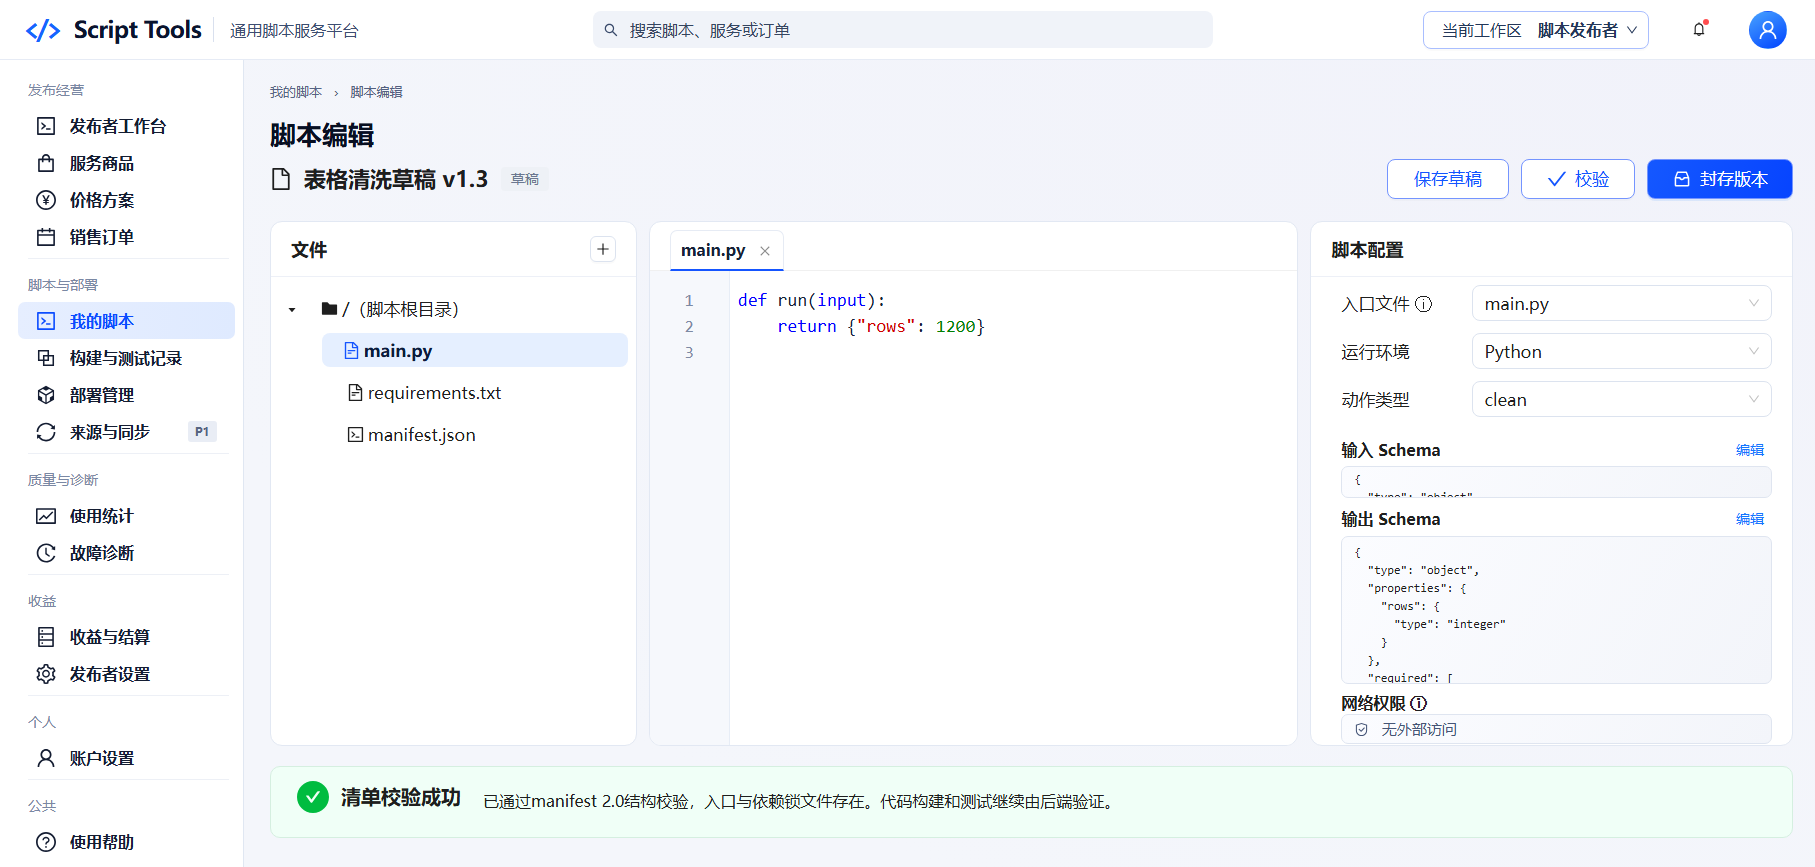 </> Script Tools 通用脚本服务平台
搜索脚本、服务或订单
当前工作区 脚本发布者
发布经营
发布者工作台
服务商品
价格方案
销售订单
脚本与部署
我的脚本
构建与测试记录
部署管理
来源与同步 P1
质量与诊断
使用统计
故障诊断
收益
收益与结算
发布者设置
个人
账户设置
公共
使用帮助
我的脚本 › 脚本编辑
脚本编辑
表格清洗草稿 v1.3 草稿
保存草稿
校验
封存版本
文件
/（脚本根目录）
main.py
requirements.txt
manifest.json
main.py
1 def run(input):
2     return {"rows": 1200}
3
脚本配置
入口文件 main.py
运行环境 Python
动作类型 clean
输入 Schema 编辑
{
  "type": "object"
输出 Schema 编辑
{
  "type": "object",
  "properties": {
    "rows": {
      "type": "integer"
    }
  },
  "required": [
网络权限
无外部访问
清单校验成功 已通过manifest 2.0结构校验，入口与依赖锁文件存在。代码构建和测试继续由后端验证。